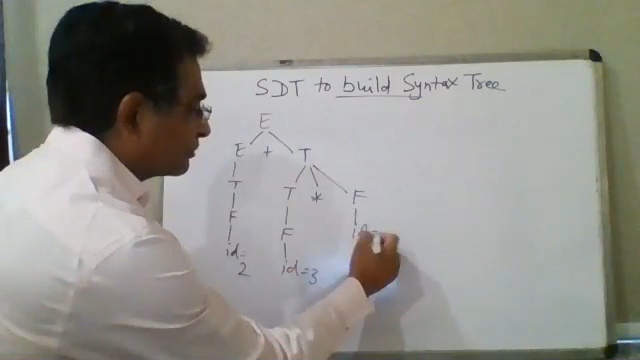 SDT to build Syntax Tree
E
E + T
T T * F
F F id=
id=
2 id=3